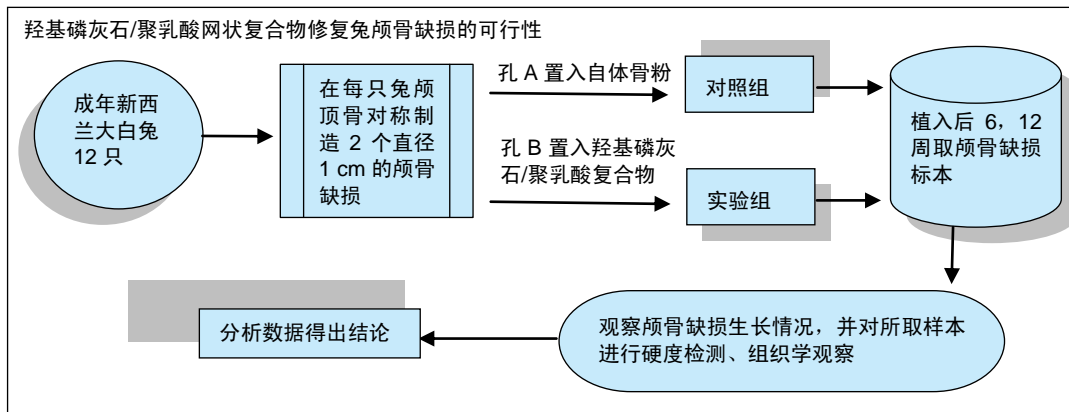 羟基磷灰石/聚乳酸网状复合物修复兔颅骨缺损的可行性
成年新西
兰大白兔
12 只
在每只兔颅
顶骨对称制
造 2 个直径
1 cm 的颅骨
缺损
孔 A 置入自体骨粉
对照组
孔 B 置入羟基磷灰
石/聚乳酸复合物
实验组
植入后 6，12
周取颅骨缺损
标本
观察颅骨缺损生长情况，并对所取样本
进行硬度检测、组织学观察
分析数据得出结论